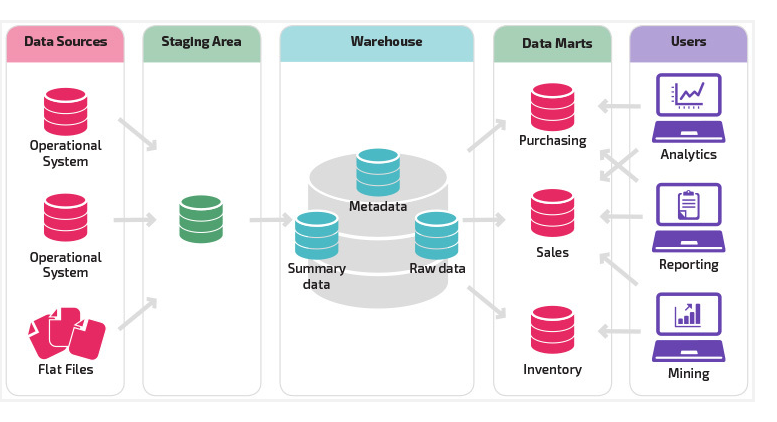 Data Sources
Staging Area
Warehouse
Data Marts
Users
Operational
System
Operational
System
Flat Files
Metadata
Summary
data
Raw data
Purchasing
Sales
Inventory
Analytics
Reporting
Mining